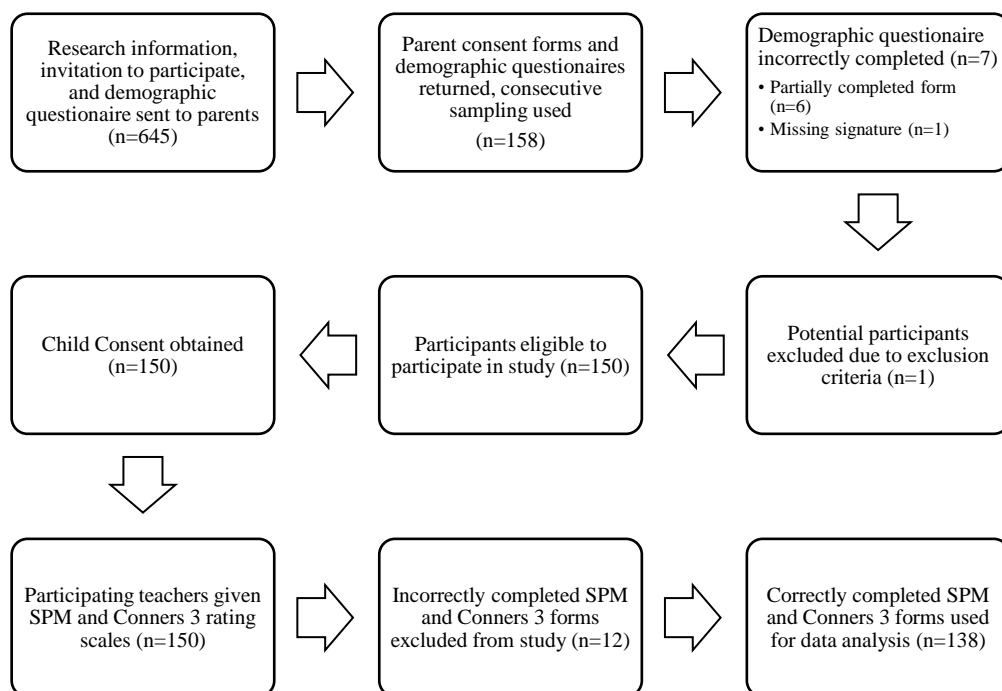 Research information,
invitation to participate,
and demographic
questionaire sent to parents
(n=645)
Parent consent forms and
demographic questionaires
returned, consecutive
sampling used
(n=158)
Demographic questionaire
incorrectly completed (n=7)
• Partially completed form
(n=6)
• Missing signature (n=1)
Potential participants
excluded due to exclusion
criteria (n=1)
Participants eligible to
participate in study (n=150)
Child Consent obtained
(n=150)
Participating teachers given
SPM and Conners 3 rating
scales (n=150)
Incorrectly completed SPM
and Conners 3 forms
excluded from study (n=12)
Correctly completed SPM
and Conners 3 forms used
for data analysis (n=138)